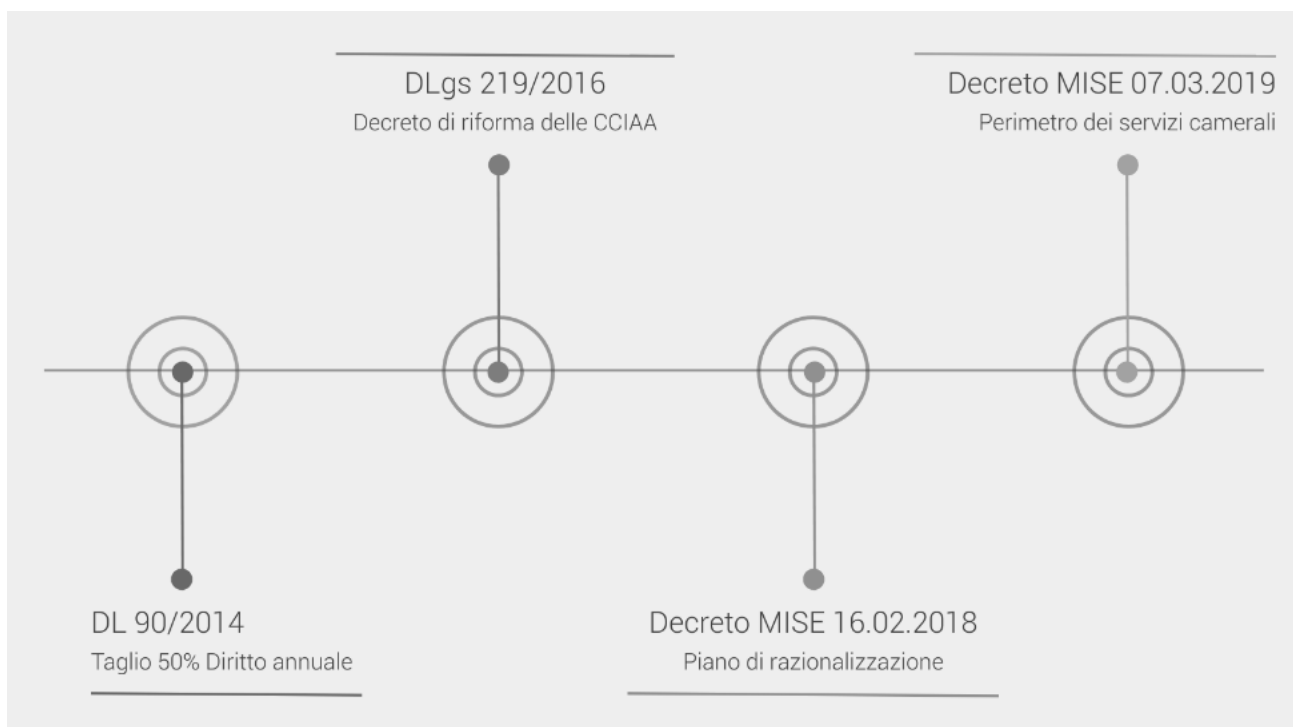 DLgs 219/2016
Decreto di riforma delle CCIAA
Decreto MISE 07.03.2019
Perimetro dei servizi camerali
DL 90/2014
Taglio 50% Diritto annuale
Decreto MISE 16.02.2018
Piano di razionalizzazione